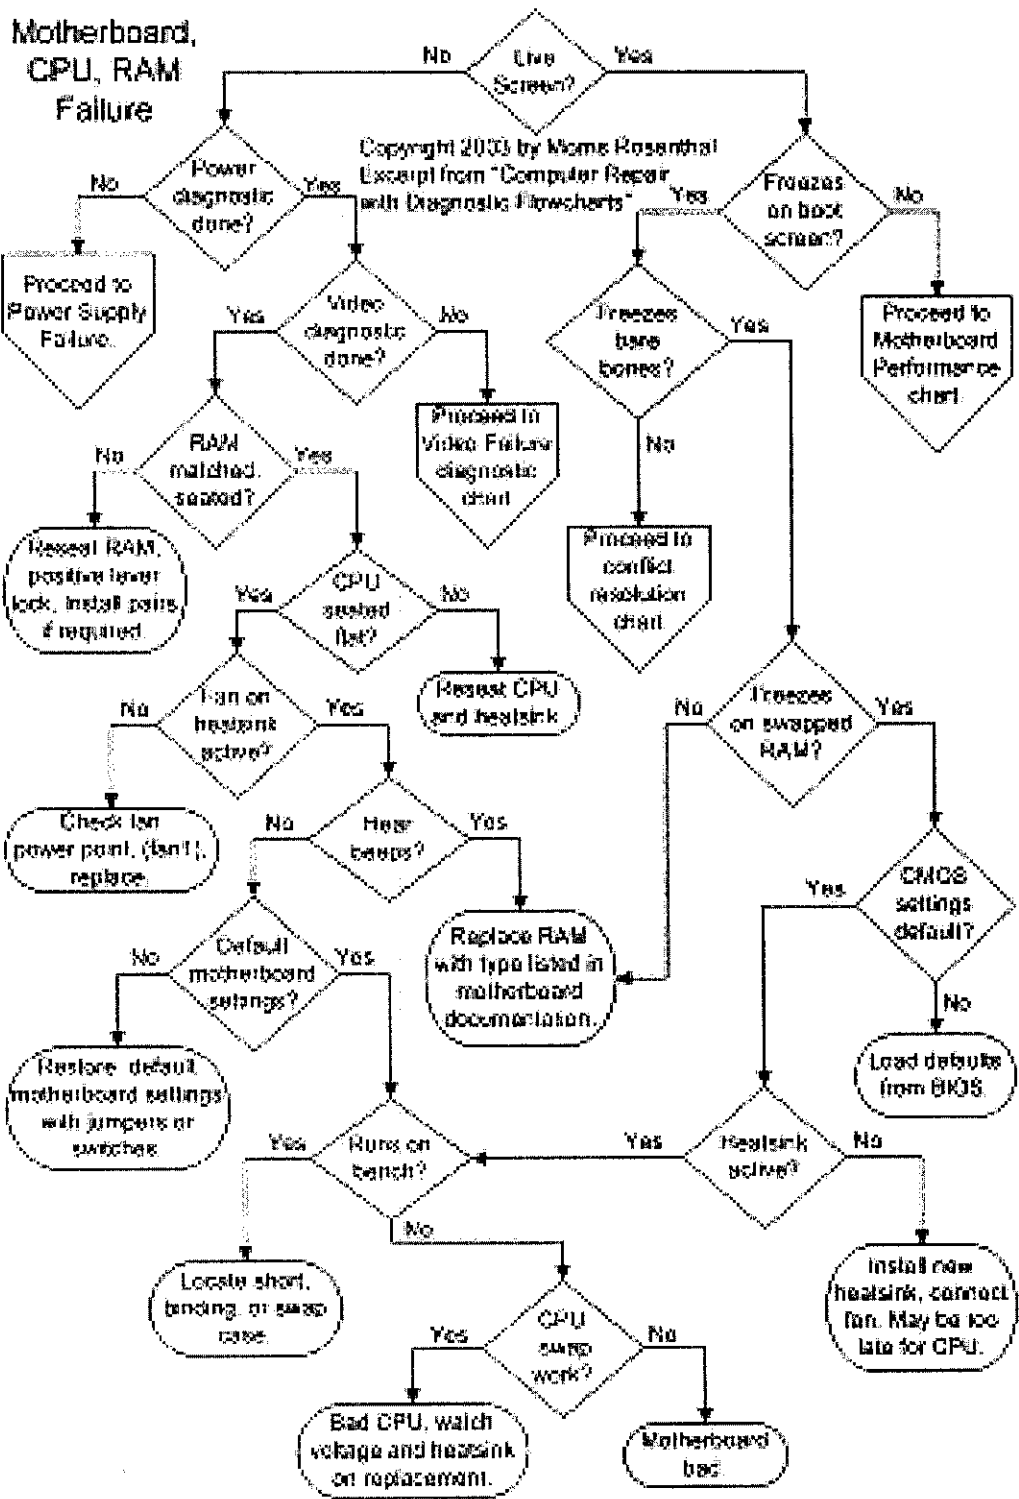 Motherboard,
CPU, RAM
Failure
No
Live
Screen?
Yes
Copyright 2003 by Morris Rosenthal
Excerpt from "Computer Repair
with Diagnostic Flowcharts"
No
Power
diagnostic
done?
Yes
Yes
Freezes
on boot
screen?
No
Proceed to
Power Supply
Failure.
Yes
Video
diagnostic
done?
No
Freezes
bare
bones?
Yes
Proceed to
Motherboard
Performance
chart
No
RAM
matched,
seated?
Yes
Proceed to
Video Failure
diagnostic
chart
No
Reseat RAM,
positive lever
lock, install pairs
if required.
Yes
CPU
seated
flat?
No
Proceed to
conflict
resolution
chart
Reseat CPU
and heatsink
No
Fan on
heatsink
active?
Yes
No
Freezes
on swapped
RAM?
Yes
Check fan
power point, (fan1),
replace.
No
Hear
beeps?
Yes
Yes
CMOS
settings
default?
No
No
Default
motherboard
settings?
Yes
Replace RAM
with type listed in
motherboard
documentation.
Load defaults
from BIOS.
Restore default
motherboard settings
with jumpers or
switches
Yes
Runs on
bench?
No
Yes
Heatsink
active?
No
Locate short,
binding, or swap
case.
Install new
heatsink, connect
fan. May be too
late for CPU.
Yes
CPU
swap
work?
No
Bad CPU, watch
voltage and heatsink
on replacement.
Motherboard
bad.